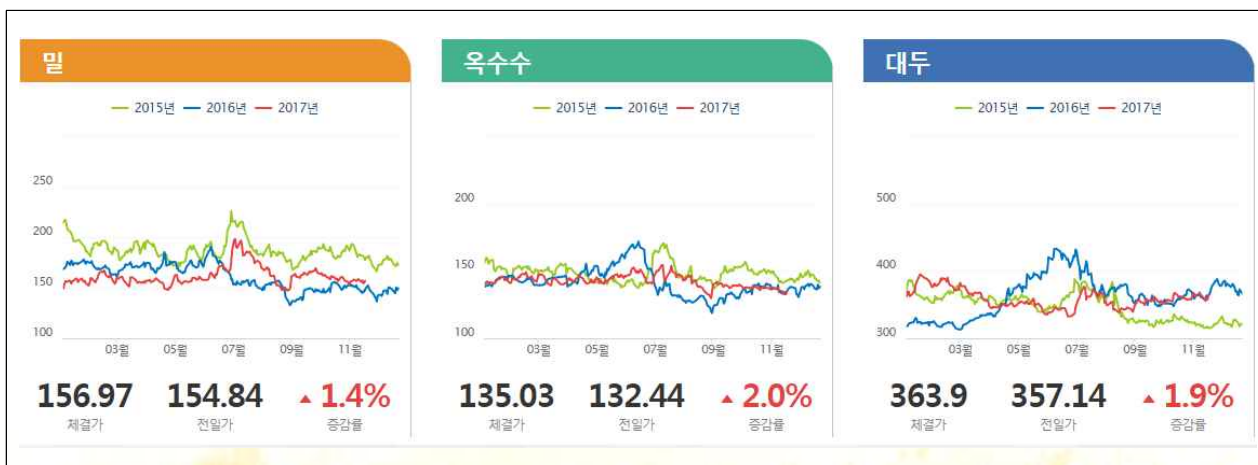 밀
2015년 2016년 2017년
250
200
150
100
03월 05월 07월 09월 11월
156.97 154.84 ▲ 1.4%
체결가 전일가 증감률
옥수수
2015년 2016년 2017년
200
150
100
03월 05월 07월 09월 11월
135.03 132.44 ▲ 2.0%
체결가 전일가 증감률
대두
2015년 2016년 2017년
500
400
300
03월 05월 07월 09월 11월
363.9 357.14 ▲ 1.9%
체결가 전일가 증감률